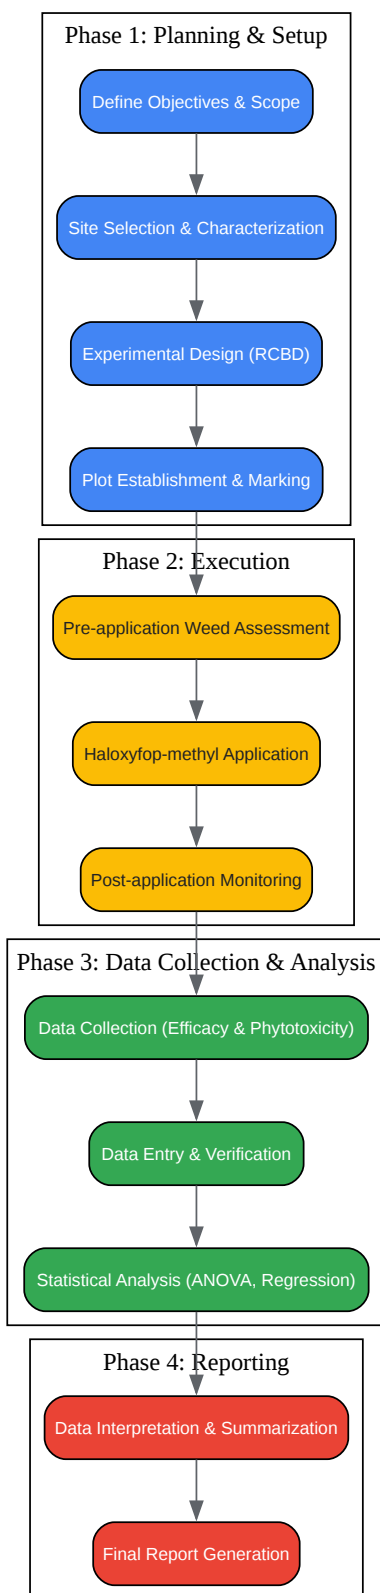 Phase 1: Planning & Setup
Define Objectives & Scope
Site Selection & Characterization
Experimental Design (RCBD)
Plot Establishment & Marking
Phase 2: Execution
Pre-application Weed Assessment
Haloxyfop-methyl Application
Post-application Monitoring
Phase 3: Data Collection & Analysis
Data Collection (Efficacy & Phytotoxicity)
Data Entry & Verification
Statistical Analysis (ANOVA, Regression)
Phase 4: Reporting
Data Interpretation & Summarization
Final Report Generation